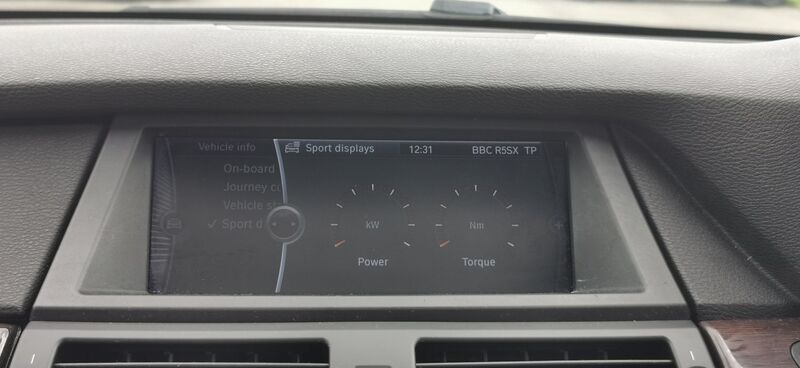 Vehicle info
Sport displays 12:31 BBC R5SX TP
On-board
Journey co
Vehicle st
✓ Sport d
kW
Nm
Power
Torque